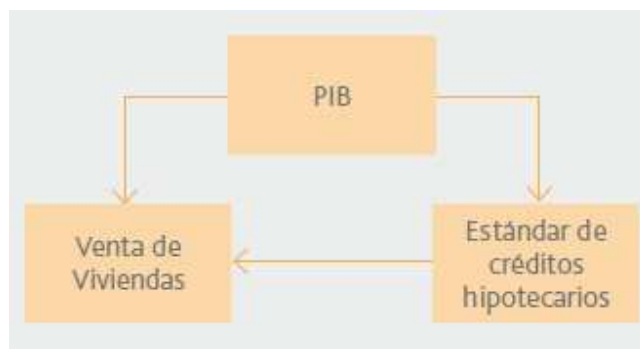 PIB
Venta de
Viviendas
Estándar de
créditos
hipotecarios